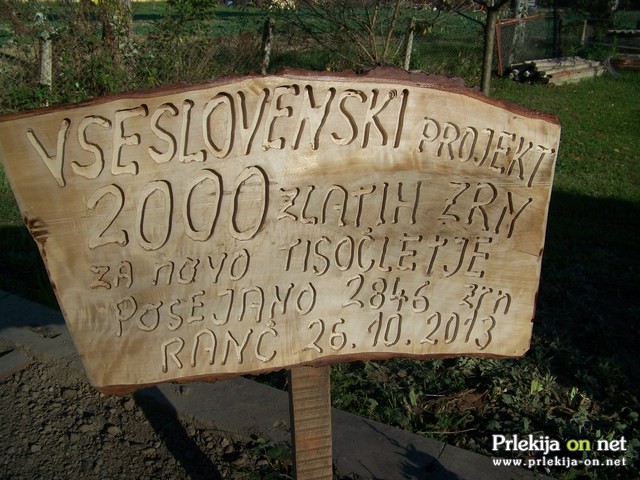 VSESLOVENSKI PROJEKT
2000 ZLATIH ZRN
ZA NOVO TISOČLETJE
POSEJANO 2846 zrn
RANČ 26.10.2013
Prlekija on net
www.prlekija-on.net